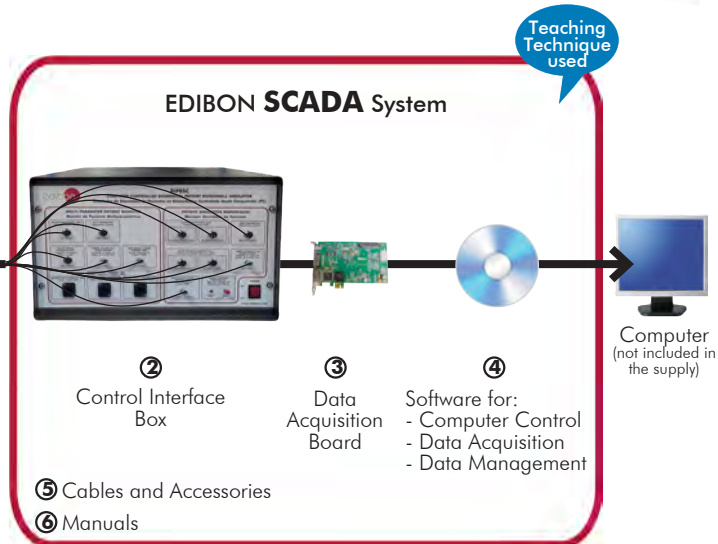 Teaching
Technique
used
EDIBON SCADA System
②
Control Interface
Box
③
Data
Acquisition
Board
④
Software for:
- Computer Control
- Data Acquisition
- Data Management
Computer
(not included in
the supply)
⑤ Cables and Accessories
⑥ Manuals